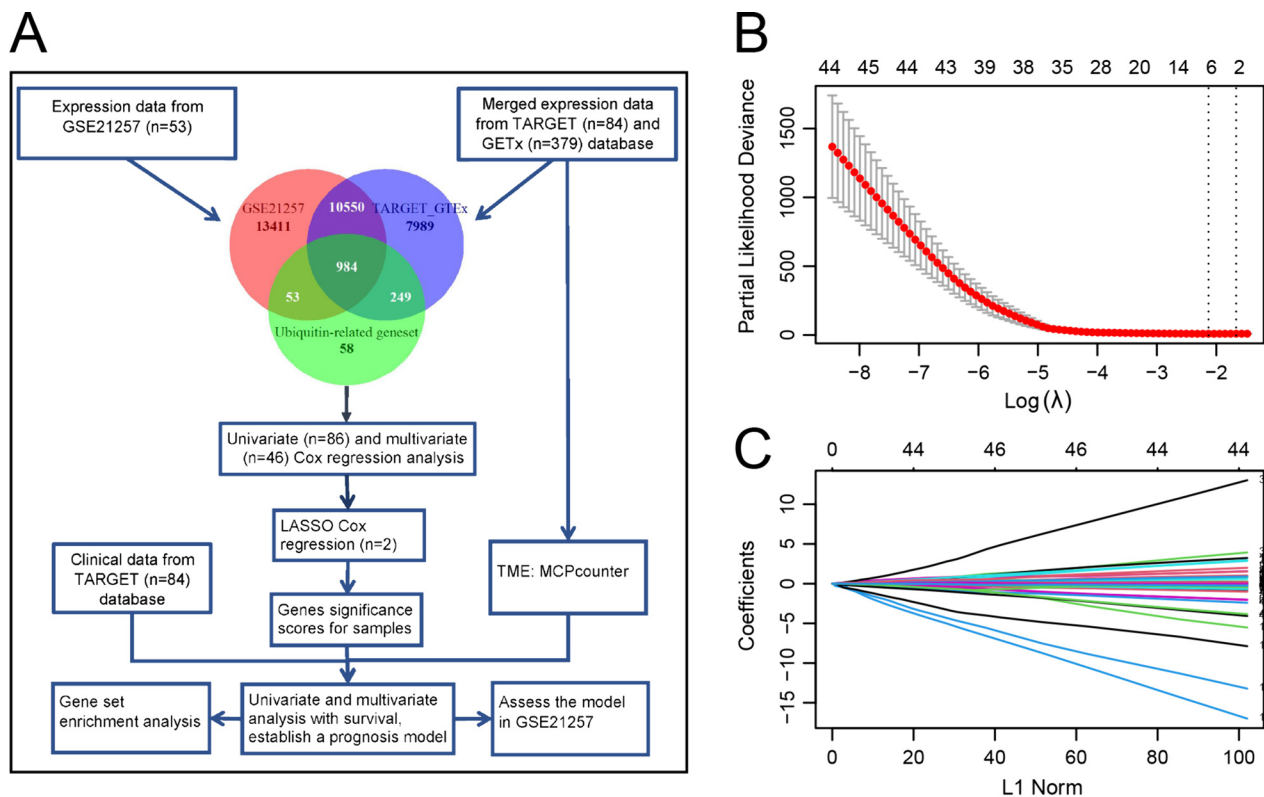 A
Expression data from
GSE21257 (n=53)
Merged expression data
from TARGET (n=84) and
GETx (n=379) database
GSE21257
13411
10550
TARGET_GTEx
7989
984
53
249
Ubiquitin-related geneset
58
Univariate (n=86) and multivariate
(n=46) Cox regression analysis
LASSO Cox
regression (n=2)
Clinical data from
TARGET (n=84)
database
TME: MCPcounter
Genes significance
scores for samples
Gene set
enrichment analysis
Univariate and multivariate
analysis with survival,
establish a prognosis model
Assess the model
in GSE21257
B
44 45 44 43 39 38 35 28 20 14 6 2
Partial Likelihood Deviance
1500
1000
500
0
−8 −7 −6 −5 −4 −3 −2
Log (λ)
C
0 44 46 46 44 44
Coefficients
10
5
0
−5
−10
−15
0 20 40 60 80 100
L1 Norm